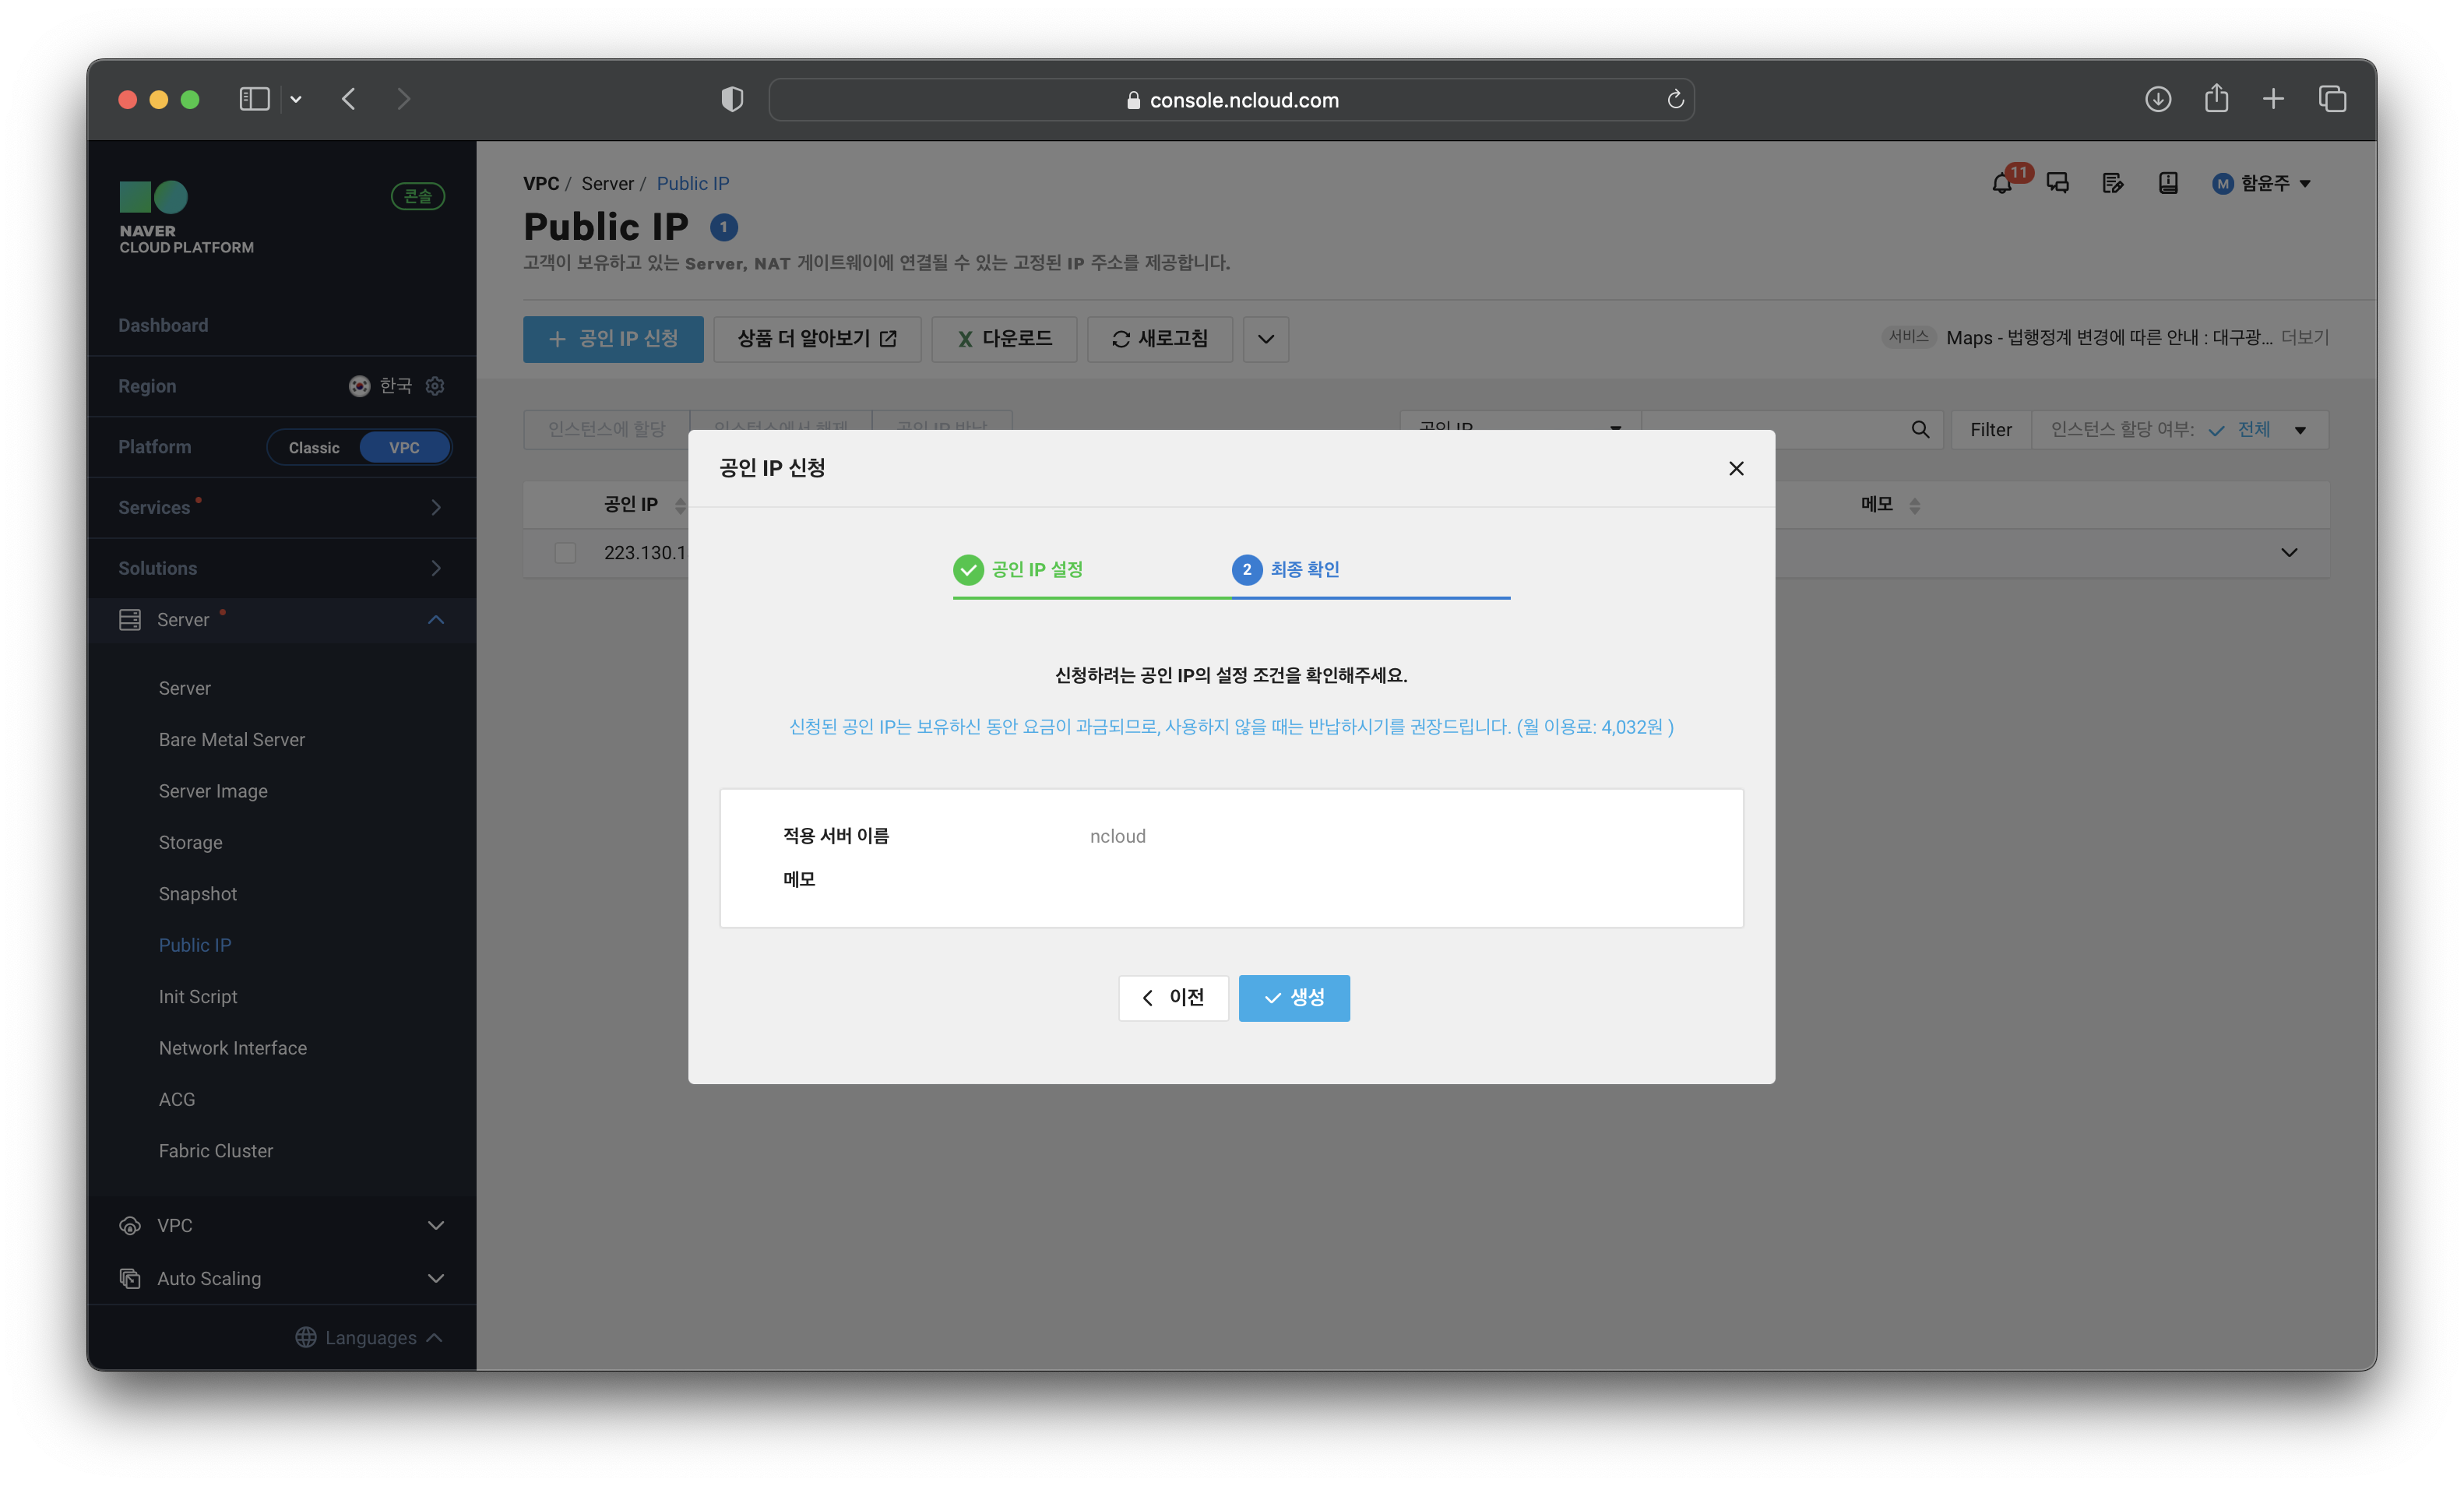 console.ncloud.com
NAVER
CLOUD PLATFORM
콘솔
Dashboard
Region
한국
Platform
Classic
VPC
Services
Solutions
Server
Server
Bare Metal Server
Server Image
Storage
Snapshot
Public IP
Init Script
Network Interface
ACG
Fabric Cluster
VPC
Auto Scaling
Languages
VPC / Server / Public IP
11
M 함윤주
Public IP 1
고객이 보유하고 있는 Server, NAT 게이트웨이에 연결될 수 있는 고정된 IP 주소를 제공합니다.
+ 공인 IP 신청
상품 더 알아보기
X 다운로드
새로고침
서비스 Maps - 법행정계 변경에 따른 안내 : 대구광... 더보기
인스턴스에 할당
인스턴스에서 해제
공인 IP 반납
공인 IP
Filter
인스턴스 할당 여부: 전체
공인 IP
메모
223.130.1
공인 IP 신청
공인 IP 설정
2 최종 확인
신청하려는 공인 IP의 설정 조건을 확인해주세요.
신청된 공인 IP는 보유하신 동안 요금이 과금되므로, 사용하지 않을 때는 반납하시기를 권장드립니다. (월 이용료: 4,032원 )
적용 서버 이름 ncloud
메모
이전
생성